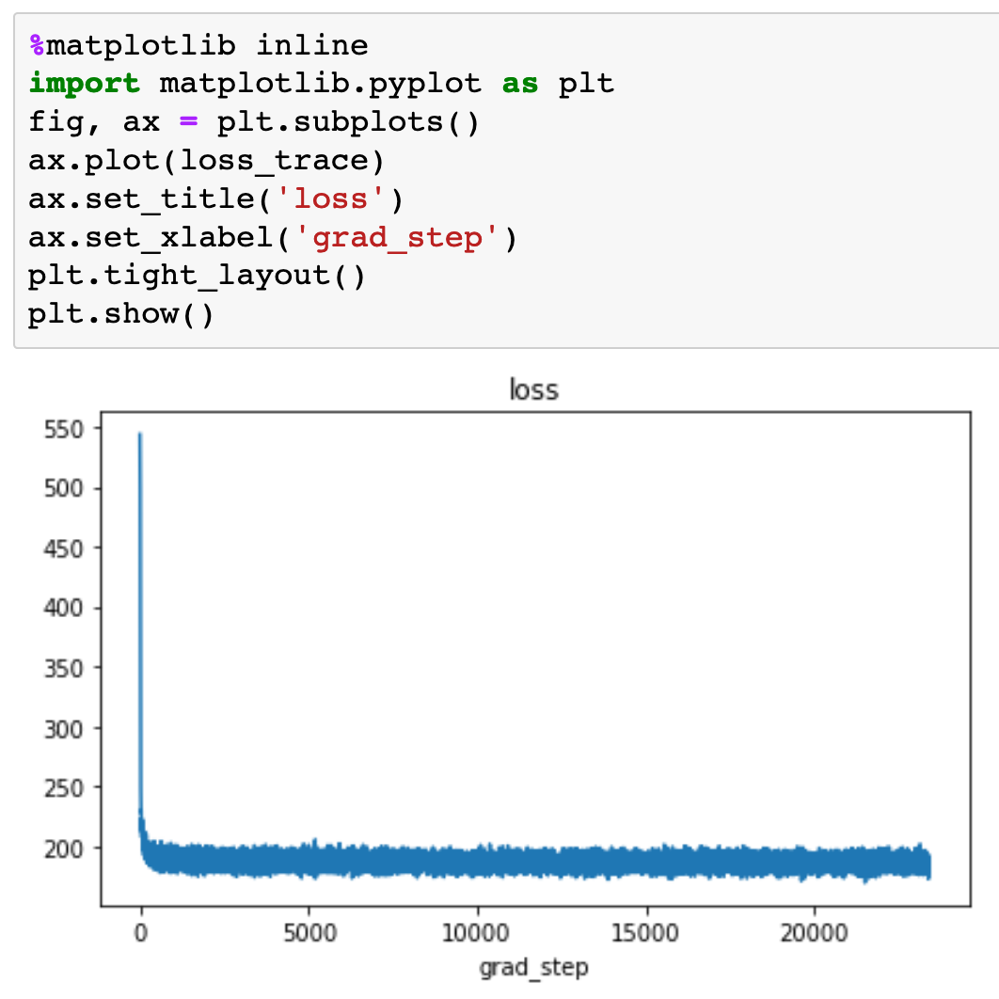 %matplotlib inline
import matplotlib.pyplot as plt
fig, ax = plt.subplots()
ax.plot(loss_trace)
ax.set_title('loss')
ax.set_xlabel('grad_step')
plt.tight_layout()
plt.show()
loss
550
500
450
400
350
300
250
200
0 5000 10000 15000 20000
grad_step